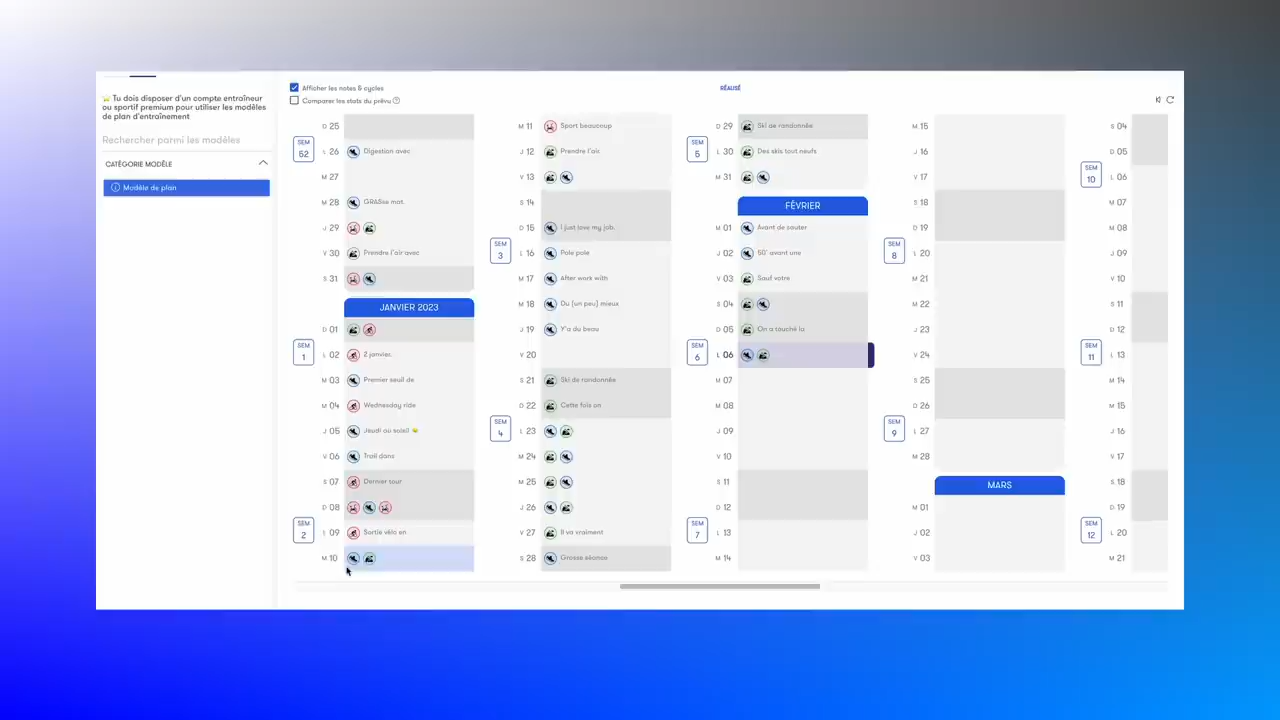 Afficher les notes & cycles
RÉALISÉ
Comparer les stats du prévu
Tu dois disposer d'un compte entraîneur
ou sportif premium pour utiliser les modèles
de plan d'entraînement
Rechercher parmi les modèles
CATÉGORIE MODÈLE
Modèle de plan
D 25
SEM
52
L 26 Digestion avec
M 27
M 28 GRASse mat.
J 29
V 30 Prendre l'air avec
S 31
JANVIER 2023
D 01
SEM
1
L 02 2 janvier,
M 03 Premier seuil de
M 04 Wednesday ride
J 05 Jeudi au soleil
V 06 Trail dans
S 07 Dernier tour
D 08
SEM
2
L 09 Sortie vélo en
M 10
M 11 Sport beaucoup
J 12 Prendre l'air
V 13
S 14
D 15 I just love my job.
SEM
3
L 16 Pole pole
M 17 After work with
M 18 Du (un peu) mieux
J 19 Y'a du beau
V 20
S 21 Ski de randonnée
D 22 Cette fois on
SEM
4
L 23
M 24
M 25
J 26
V 27 Il va vraiment
S 28 Grosse séance
D 29 Ski de randonnée
SEM
5
L 30 Des skis tout neufs
M 31
FÉVRIER
M 01 Avant de sauter
J 02 50' avant une
V 03 Sauf votre
S 04
D 05 On a touché la
SEM
6
L 06
M 07
M 08
J 09
V 10
S 11
D 12
SEM
7
L 13
M 14
M 15
J 16
V 17
S 18
D 19
SEM
8
L 20
M 21
M 22
J 23
V 24
S 25
D 26
SEM
9
L 27
M 28
MARS
M 01
J 02
V 03
S 04
D 05
SEM
10
L 06
M 07
M 08
J 09
V 10
S 11
D 12
SEM
11
L 13
M 14
M 15
J 16
V 17
S 18
D 19
SEM
12
L 20
M 21